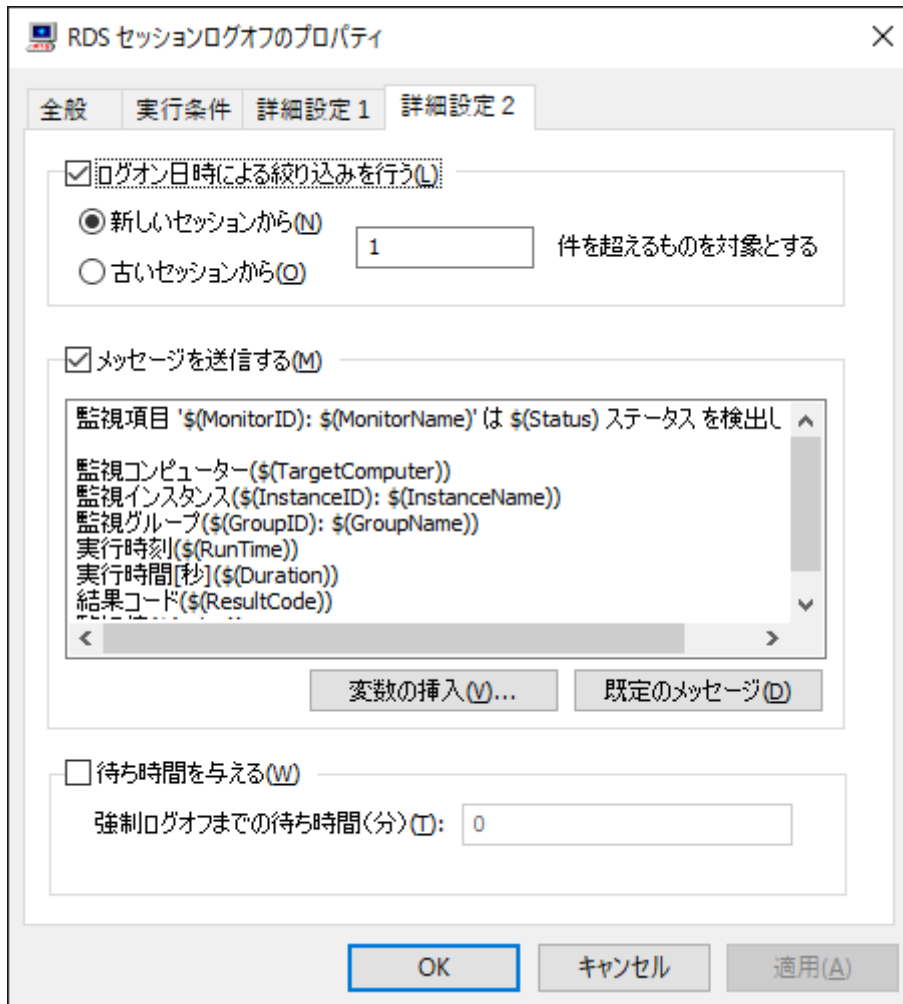 RDS セッションログオフのプロパティ
全般 実行条件 詳細設定 1 詳細設定 2
ログオン日時による絞り込みを行う(L)
新しいセッションから(N)
1 件を超えるものを対象とする
古いセッションから(O)
メッセージを送信する(M)
監視項目 '$(MonitorID): $(MonitorName)' は $(Status) ステータス を検出し
監視コンピューター($(TargetComputer))
監視インスタンス($(InstanceID): $(InstanceName))
監視グループ($(GroupID): $(GroupName))
実行時刻($(RunTime))
実行時間[秒]($(Duration))
結果コード($(ResultCode))
変数の挿入(V)... 既定のメッセージ(D)
待ち時間を与える(W)
強制ログオフまでの待ち時間(分)(T): 0
OK キャンセル 適用(A)